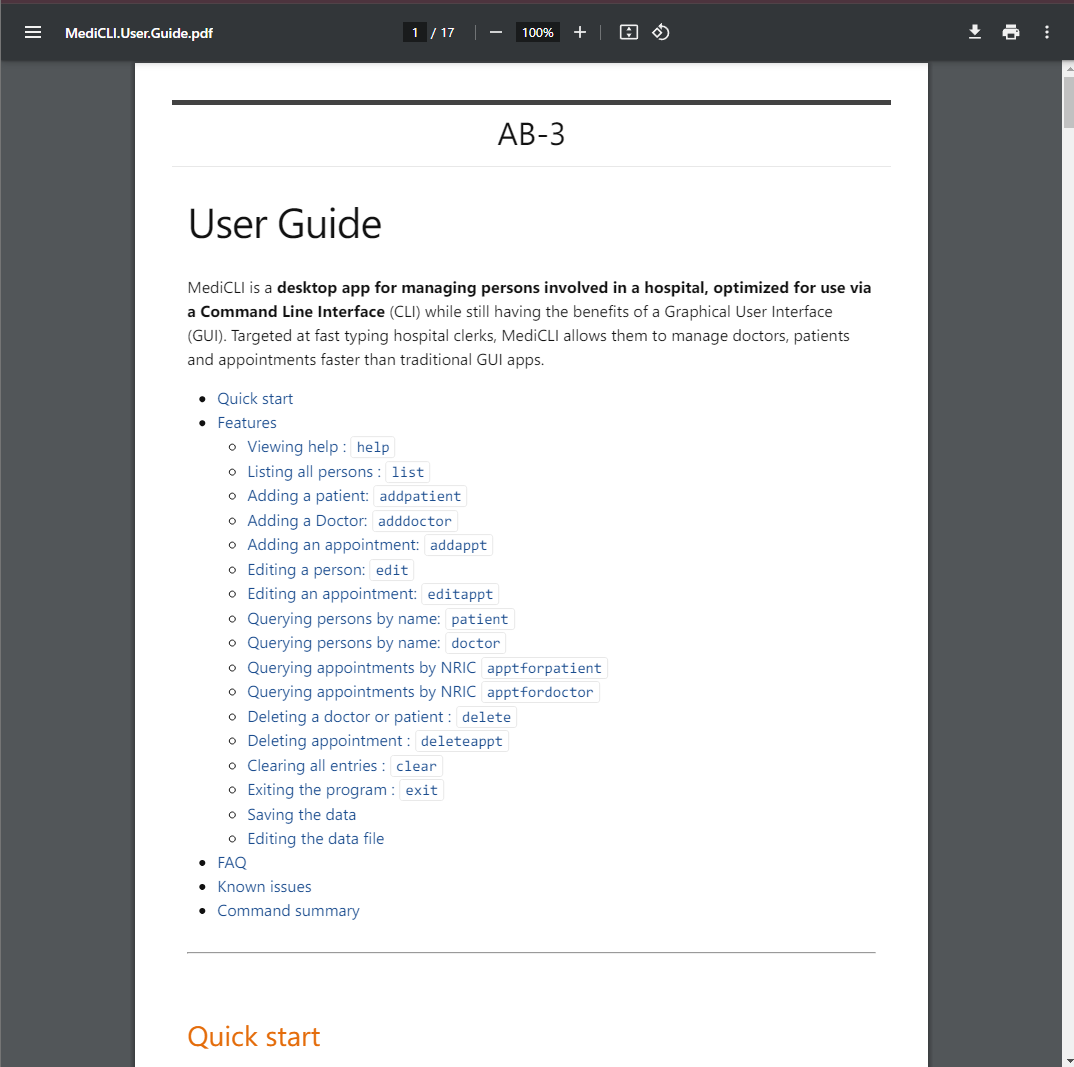 MediCLI.User.Guide.pdf
1 / 17
100%
AB-3
User Guide
MediCLI is a desktop app for managing persons involved in a hospital, optimized for use via
a Command Line Interface (CLI) while still having the benefits of a Graphical User Interface
(GUI). Targeted at fast typing hospital clerks, MediCLI allows them to manage doctors, patients
and appointments faster than traditional GUI apps.
Quick start
Features
Viewing help : help
Listing all persons : list
Adding a patient: addpatient
Adding a Doctor: adddoctor
Adding an appointment: addappt
Editing a person: edit
Editing an appointment: editappt
Querying persons by name: patient
Querying persons by name: doctor
Querying appointments by NRIC apptforpatient
Querying appointments by NRIC apptfordoctor
Deleting a doctor or patient : delete
Deleting appointment : deleteappt
Clearing all entries : clear
Exiting the program : exit
Saving the data
Editing the data file
FAQ
Known issues
Command summary
Quick start